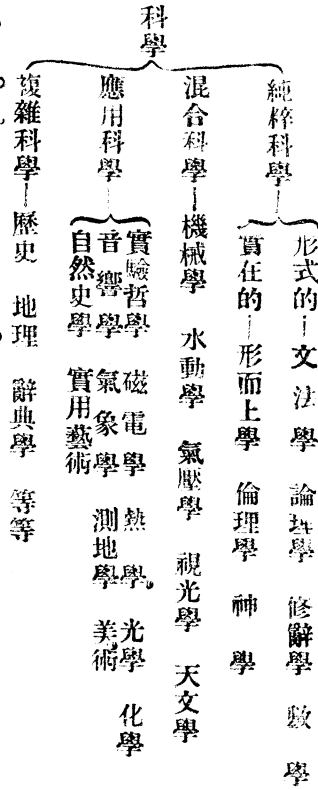 科學
純粹科學
形式的 文法學 論理學 修辭學 數學
實在的 形而上學 倫理學 神學
混合科學 機械學 水動學 氣壓學 視光學 天文學
應用科學
實驗哲學 磁電學 熱學 光學 化學
音響學 氣象學 測地學 美術
自然史學 實用藝術
複雜科學 歷史 地理 辭典學 等等